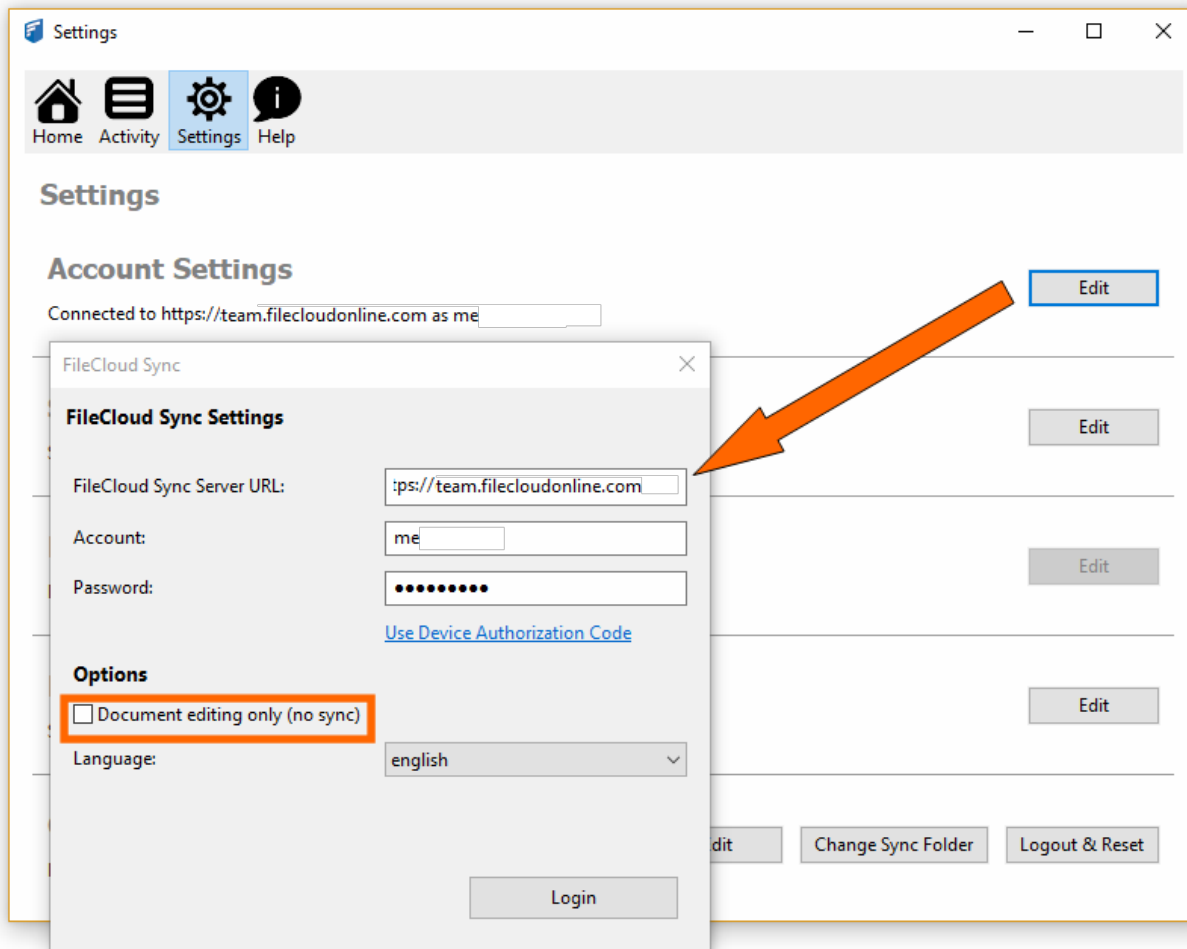 Settings
Home Activity Settings Help
Settings
Account Settings
Edit
Connected to https://team.filecloudonline.com as me
FileCloud Sync
Edit
FileCloud Sync Settings
FileCloud Sync Server URL: tps://team.filecloudonline.com
Account: me
Edit
Password: •••••••••
Use Device Authorization Code
Options
Edit
Document editing only (no sync)
Language: english
dit Change Sync Folder Logout & Reset
Login